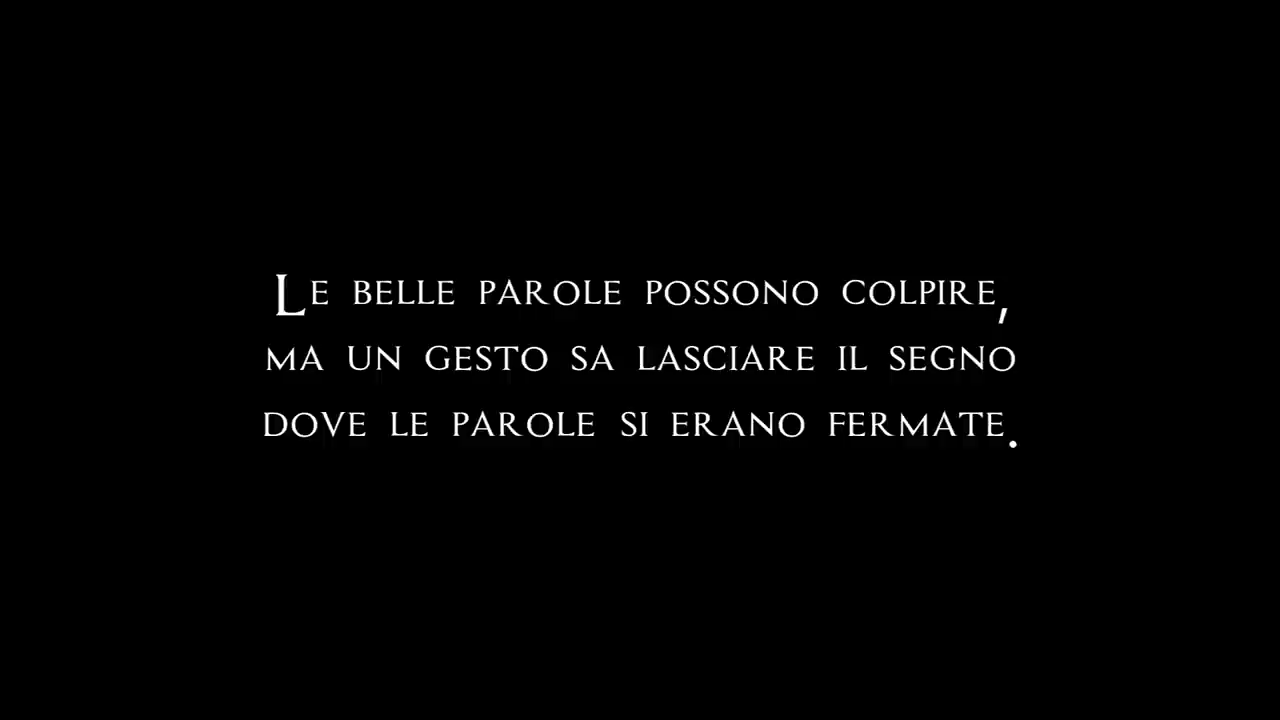 Le belle parole possono colpire,
ma un gesto sa lasciare il segno
dove le parole si erano fermate.